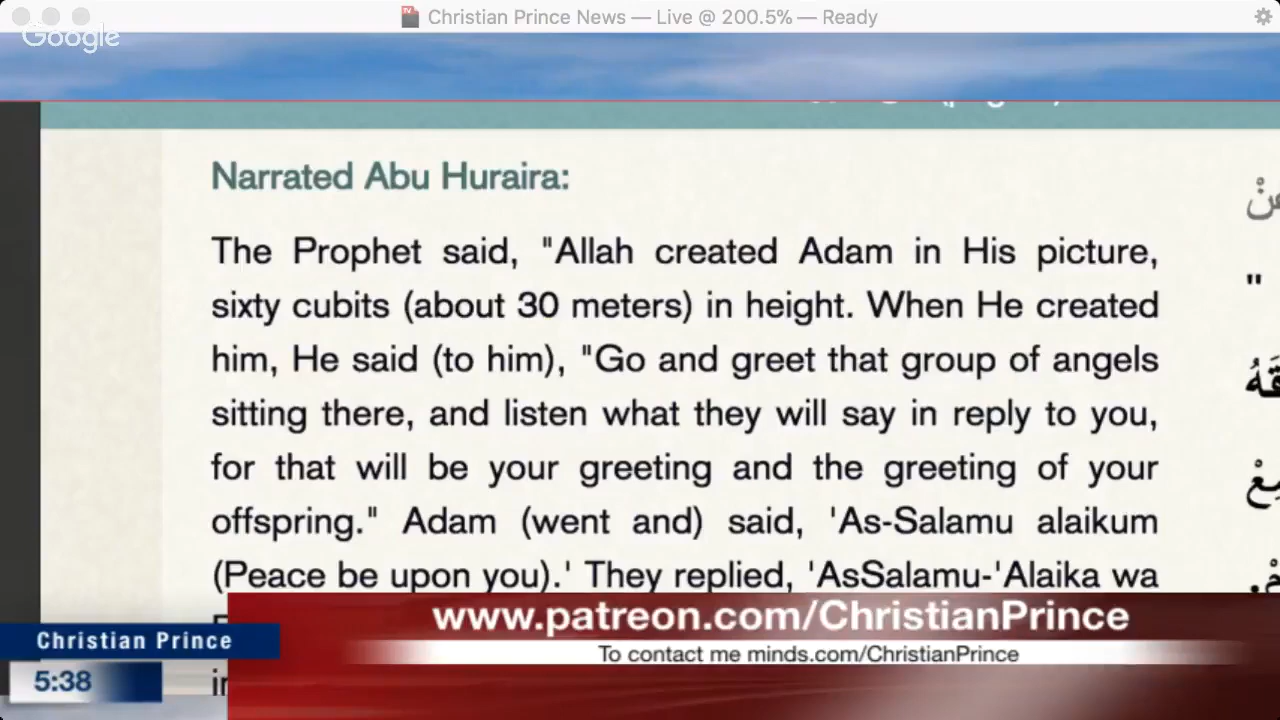 Christian Prince News — Live @ 200.5% — Ready
Google
Narrated Abu Huraira:
The Prophet said, "Allah created Adam in His picture,
sixty cubits (about 30 meters) in height. When He created
him, He said (to him), "Go and greet that group of angels
sitting there, and listen what they will say in reply to you,
for that will be your greeting and the greeting of your
offspring." Adam (went and) said, 'As-Salamu alaikum
(Peace be upon you).' They replied, 'AsSalamu-'Alaika wa
www.patreon.com/ChristianPrince
Christian Prince
To contact me minds.com/ChristianPrince
5:38